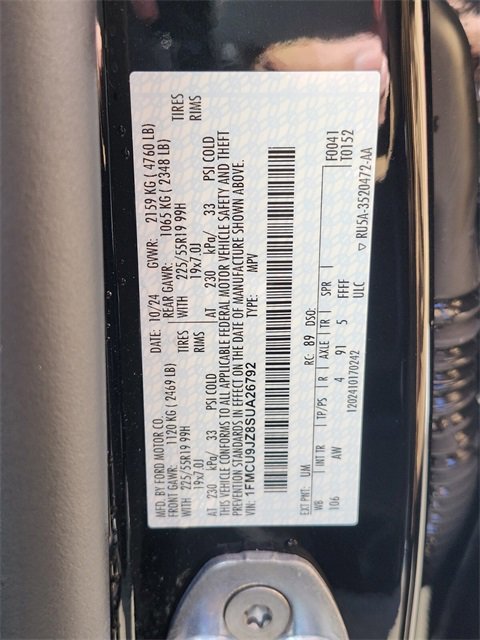 MFD. BY FORD MOTOR CO. DATE: 10/24 GVWR: 2159 KG ( 4760 LB)
FRONT GAWR: 1120 KG ( 2469 LB) REAR GAWR: 1065 KG ( 2348 LB)
WITH 225/55R19 99H TIRES WITH 225/55R19 99H TIRES
19x7.0J RIMS 19x7.0J RIMS
AT 230 kPa/ 33 PSI COLD AT 230 kPa/ 33 PSI COLD
THIS VEHICLE CONFORMS TO ALL APPLICABLE FEDERAL MOTOR VEHICLE SAFETY AND THEFT
PREVENTION STANDARDS IN EFFECT ON THE DATE OF MANUFACTURE SHOWN ABOVE.
VIN: 1FMCU9JZ8SUA26792 TYPE: MPV
F0041
EXT PNT: UM RC: 89 DSO: T0152
WB INT TR TP/PS R AXLE TR SPR
106 AW 4 91 5 FFFF
ULC
1202410170242 ▽ RU5A-3520472-AA